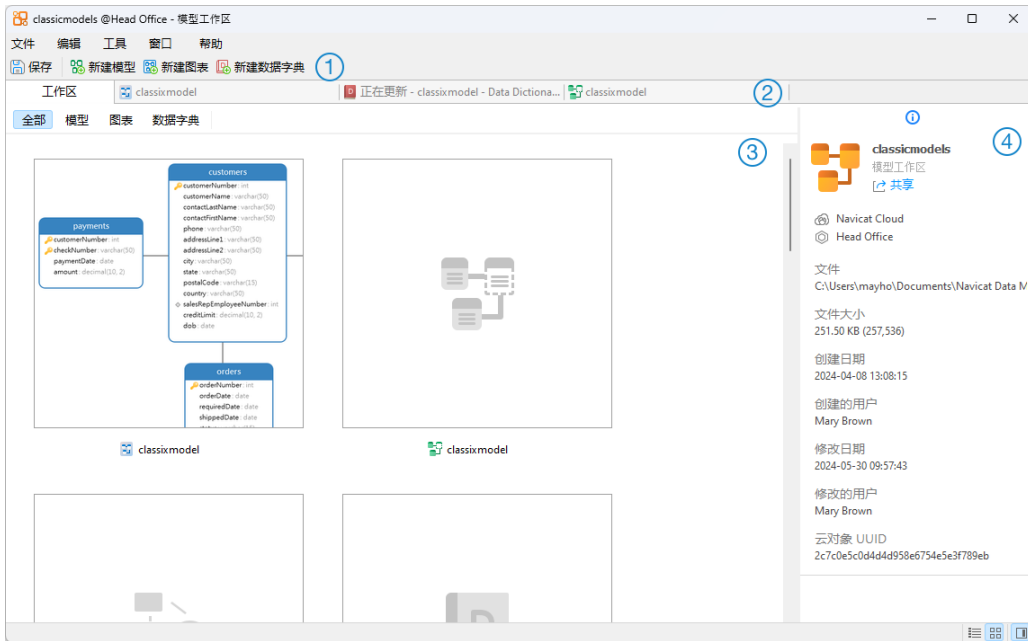 classicmodels @Head Office - 模型工作区
文件 编辑 工具 窗口 帮助
保存 新建模型 新建图表 新建数据字典 ①
工作区 classixmodel 正在更新 - classixmodel - Data Dictiona... classixmodel ②
全部 模型 图表 数据字典
③
④
customers
customerNumber: int
customerName: varchar(50)
contactLastName: varchar(50)
contactFirstName: varchar(50)
phone: varchar(50)
addressLine1: varchar(50)
addressLine2: varchar(50)
city: varchar(50)
state: varchar(50)
postalCode: varchar(15)
country: varchar(50)
salesRepEmployeeNumber: int
creditLimit: decimal(10, 2)
dob: date
payments
customerNumber: int
checkNumber: varchar(50)
paymentDate: date
amount: decimal(10, 2)
orders
orderNumber: int
orderDate: date
requiredDate: date
shippedDate: date
classixmodel
classixmodel
D
classicmodels
模型工作区
共享
Navicat Cloud
Head Office
文件
C:\Users\mayho\Documents\Navicat Data M
文件大小
251.50 KB (257,536)
创建日期
2024-04-08 13:08:15
创建的用户
Mary Brown
修改日期
2024-05-30 09:57:43
修改的用户
Mary Brown
云对象 UUID
2c7c0e5c0d4d4d958e6754e5e3f789eb